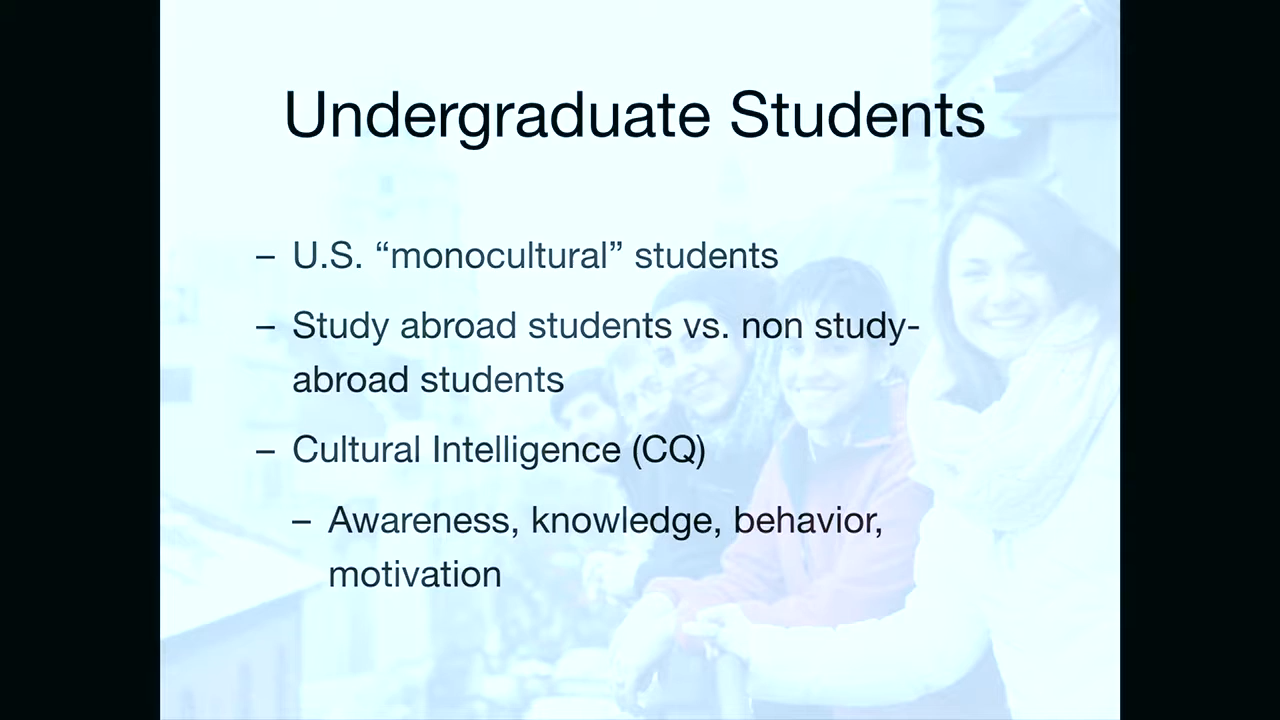 Undergraduate Students
– U.S. “monocultural” students
– Study abroad students vs. non study-
abroad students
– Cultural Intelligence (CQ)
– Awareness, knowledge, behavior,
motivation